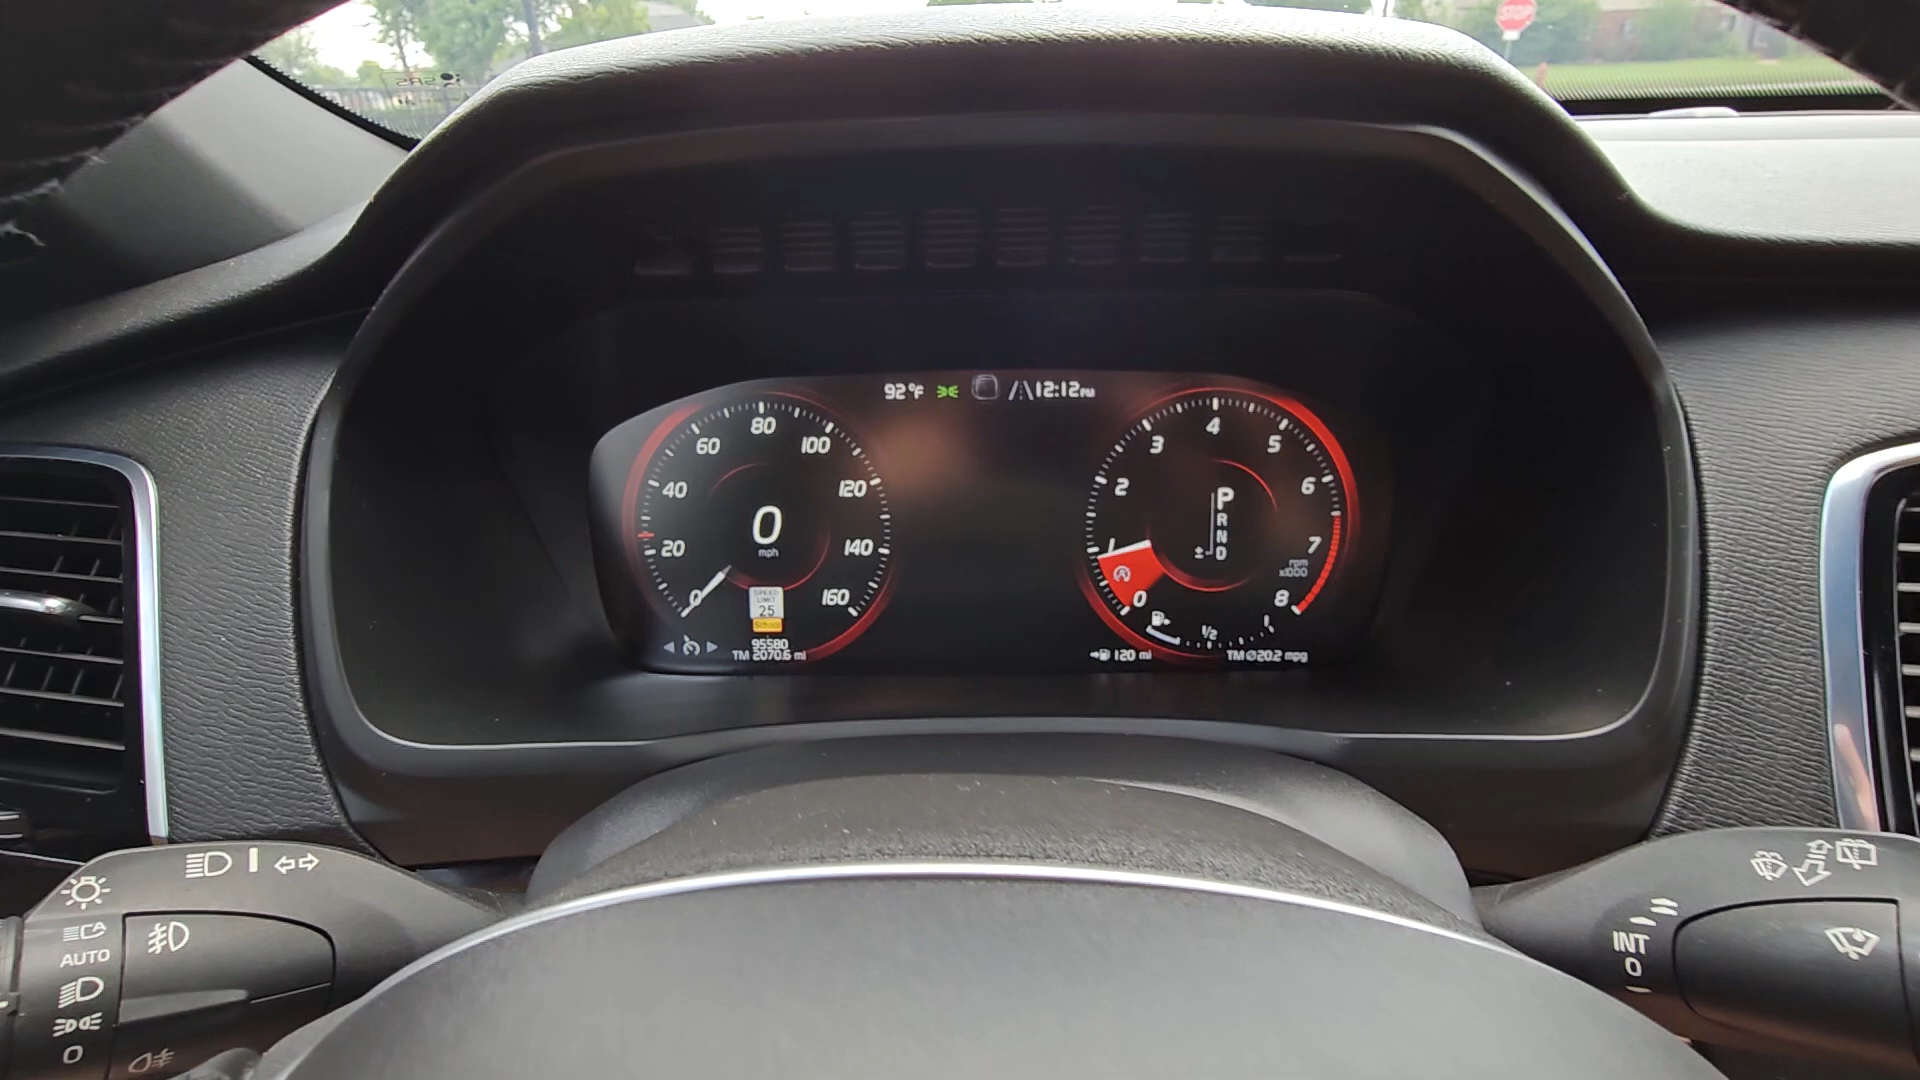 STOP
SRS
92°F 12:12PM
80
60 100
40 120
20 140
0 160
0
mph
SPEED
LIMIT
25
School
95580
TM 2070.6 mi
4
3 5
2 6
1 7
0 8
P
R
N
D
±
rpm
x1000
1/2
120 mi
TM Ø20.2 mpg
A
AUTO
0
INT
0